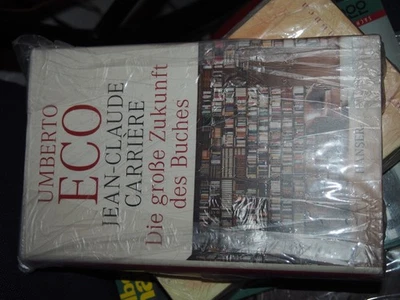 UMBERTO
ECO
JEAN-CLAUDE
CARRIÈRE
Die große Zukunft
des Buches
HANSER